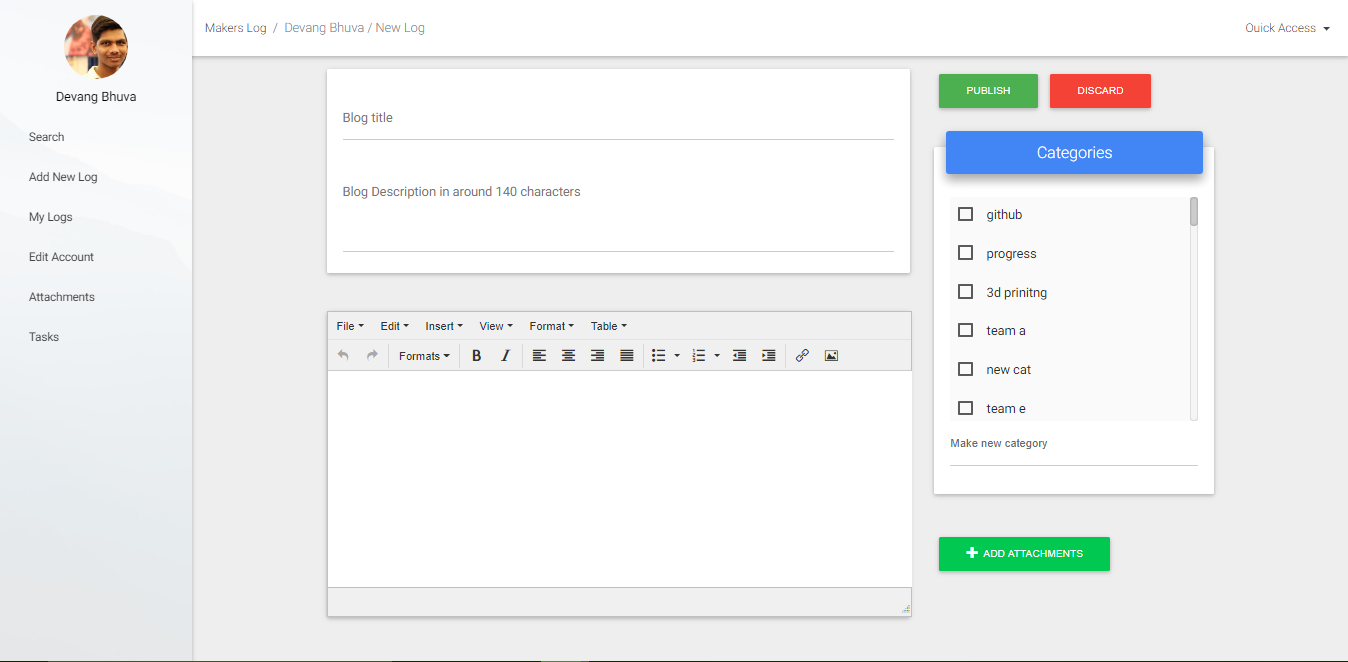 Devang Bhuva
Search
Add New Log
My Logs
Edit Account
Attachments
Tasks
Makers Log / Devang Bhuva / New Log
Quick Access
Blog title
Blog Description in around 140 characters
File Edit Insert View Format Table
Formats B I
PUBLISH DISCARD
Categories
github
progress
3d prinitng
team a
new cat
team e
Make new category
ADD ATTACHMENTS